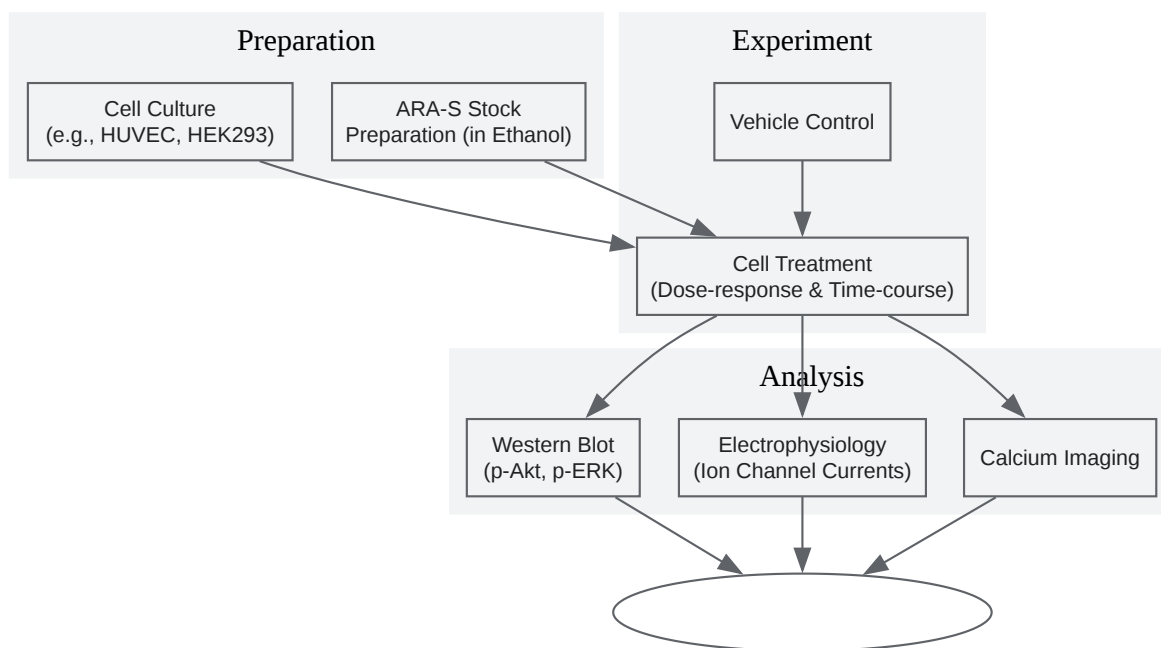 Preparation
Experiment
Cell Culture
(e.g., HUVEC, HEK293)
ARA-S Stock
Preparation (in Ethanol)
Vehicle Control
Cell Treatment
(Dose-response & Time-course)
Analysis
Western Blot
(p-Akt, p-ERK)
Electrophysiology
(Ion Channel Currents)
Calcium Imaging